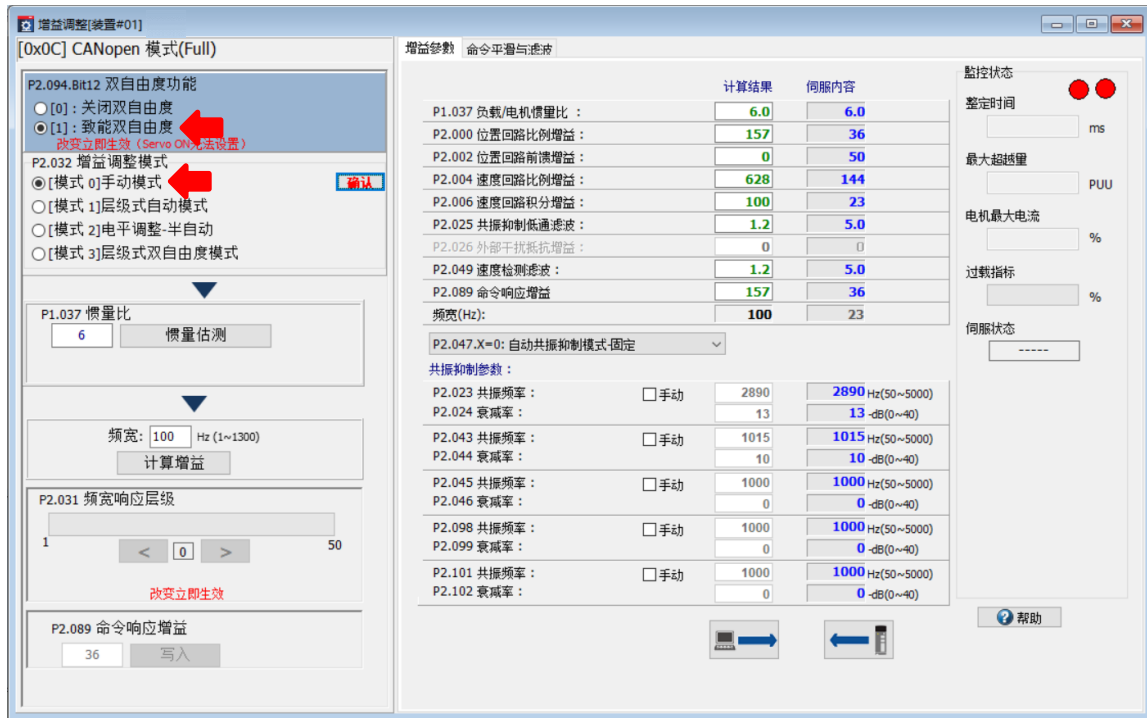 增益调整[装置#01]
[0x0C] CANopen 模式(Full)
P2.094.Bit12 双自由度功能
[0]：关闭双自由度
[1]：致能双自由度
改变立即生效（Servo ON无法设置）
P2.032 增益调整模式
[模式 0]手动模式
确认
[模式 1]层级式自动模式
[模式 2]电平调整-半自动
[模式 3]层级式双自由度模式
P1.037 惯量比
6 惯量估测
频宽: 100 Hz (1~1300)
计算增益
P2.031 频宽响应层级
1 50
< 0 >
改变立即生效
P2.089 命令响应增益
36 写入
增益參數 命令平滑与滤波
计算结果 伺服内容
P1.037 负载/电机惯量比 ： 6.0 6.0
P2.000 位置回路比例增益： 157 36
P2.002 位置回路前馈增益： 0 50
P2.004 速度回路比例增益： 628 144
P2.006 速度回路积分增益： 100 23
P2.025 共振抑制低通滤波： 1.2 5.0
P2.026 外部干扰抵抗增益： 0 0
P2.049 速度检测滤波： 1.2 5.0
P2.089 命令响应增益 157 36
频宽(Hz): 100 23
P2.047.X=0: 自动共振抑制模式-固定
共振抑制参数：
P2.023 共振频率： 手动 2890 2890 Hz(50~5000)
P2.024 衰减率： 13 13 -dB(0~40)
P2.043 共振频率： 手动 1015 1015 Hz(50~5000)
P2.044 衰减率： 10 10 -dB(0~40)
P2.045 共振频率： 手动 1000 1000 Hz(50~5000)
P2.046 衰减率： 0 0 -dB(0~40)
P2.098 共振频率： 手动 1000 1000 Hz(50~5000)
P2.099 衰减率： 0 0 -dB(0~40)
P2.101 共振频率： 手动 1000 1000 Hz(50~5000)
P2.102 衰减率： 0 0 -dB(0~40)
監控状态
整定时间
ms
最大超越量
PUU
电机最大电流
%
过载指标
%
伺服状态
-----
帮助